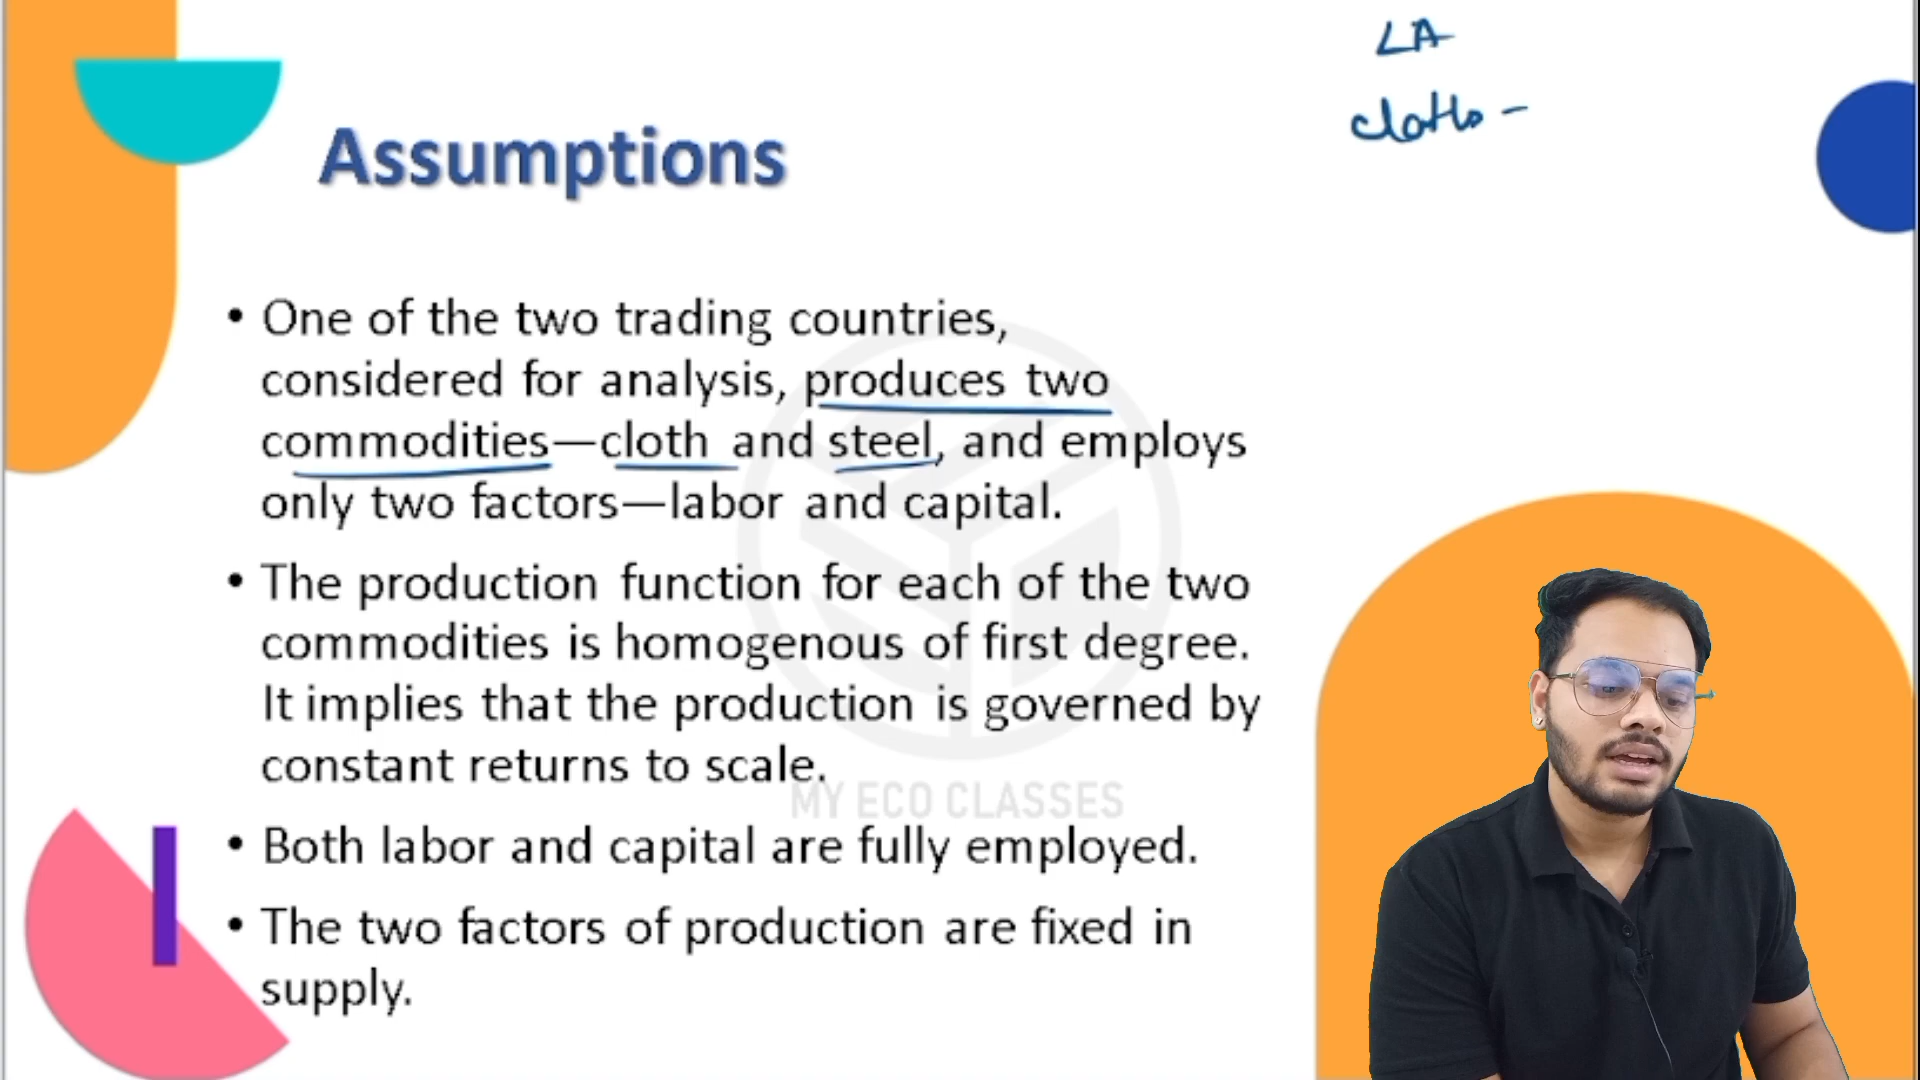 LA
cloth -
Assumptions
• One of the two trading countries,
considered for analysis, produces two
commodities—cloth and steel, and employs
only two factors—labor and capital.
• The production function for each of the two
commodities is homogenous of first degree.
It implies that the production is governed by
constant returns to scale.
MY ECO CLASSES
• Both labor and capital are fully employed.
• The two factors of production are fixed in
supply.